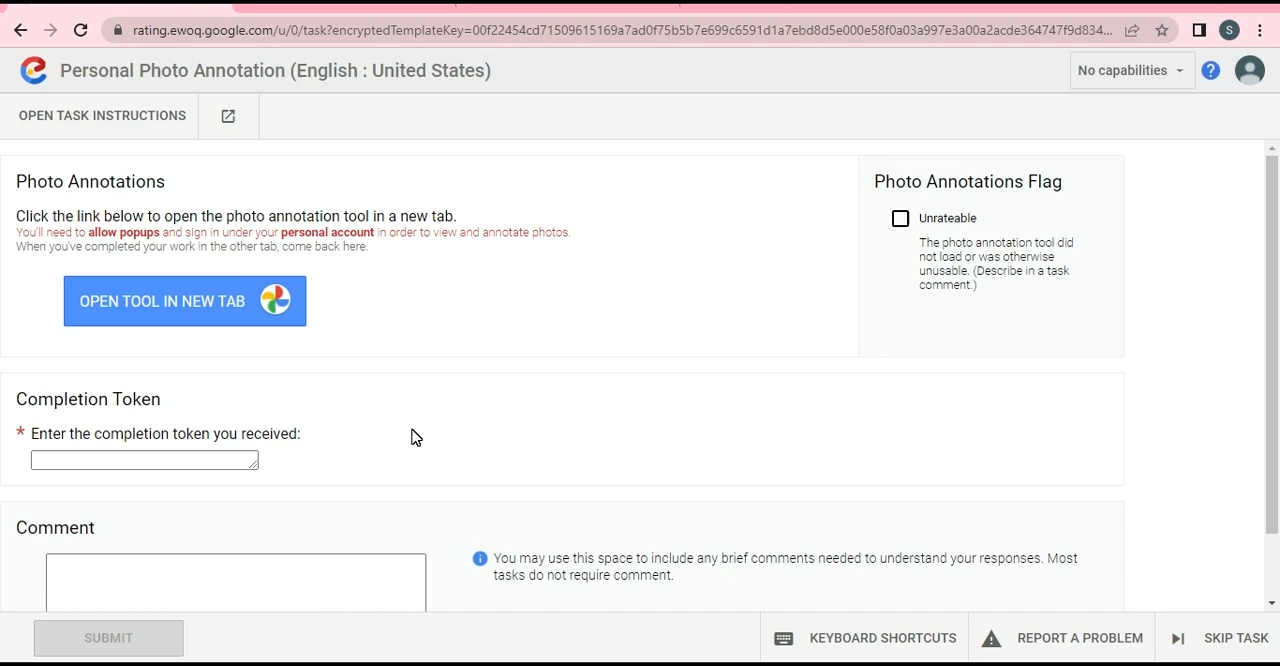 rating.ewoq.google.com/u/0/task?encryptedTemplateKey=00f22454cd71509615169a7ad0f75b5b7e699c6591d1a7ebd8d5e000e58f0a03a997e3a00a2acde364747f9d834...
S
Personal Photo Annotation (English : United States)
No capabilities
?
OPEN TASK INSTRUCTIONS
Photo Annotations
Click the link below to open the photo annotation tool in a new tab.
You'll need to allow popups and sign in under your personal account in order to view and annotate photos.
When you've completed your work in the other tab, come back here.
OPEN TOOL IN NEW TAB
Photo Annotations Flag
Unrateable
The photo annotation tool did
not load or was otherwise
unusable. (Describe in a task
comment.)
Completion Token
* Enter the completion token you received:
Comment
You may use this space to include any brief comments needed to understand your responses. Most
tasks do not require comment.
SUBMIT
KEYBOARD SHORTCUTS
REPORT A PROBLEM
SKIP TASK